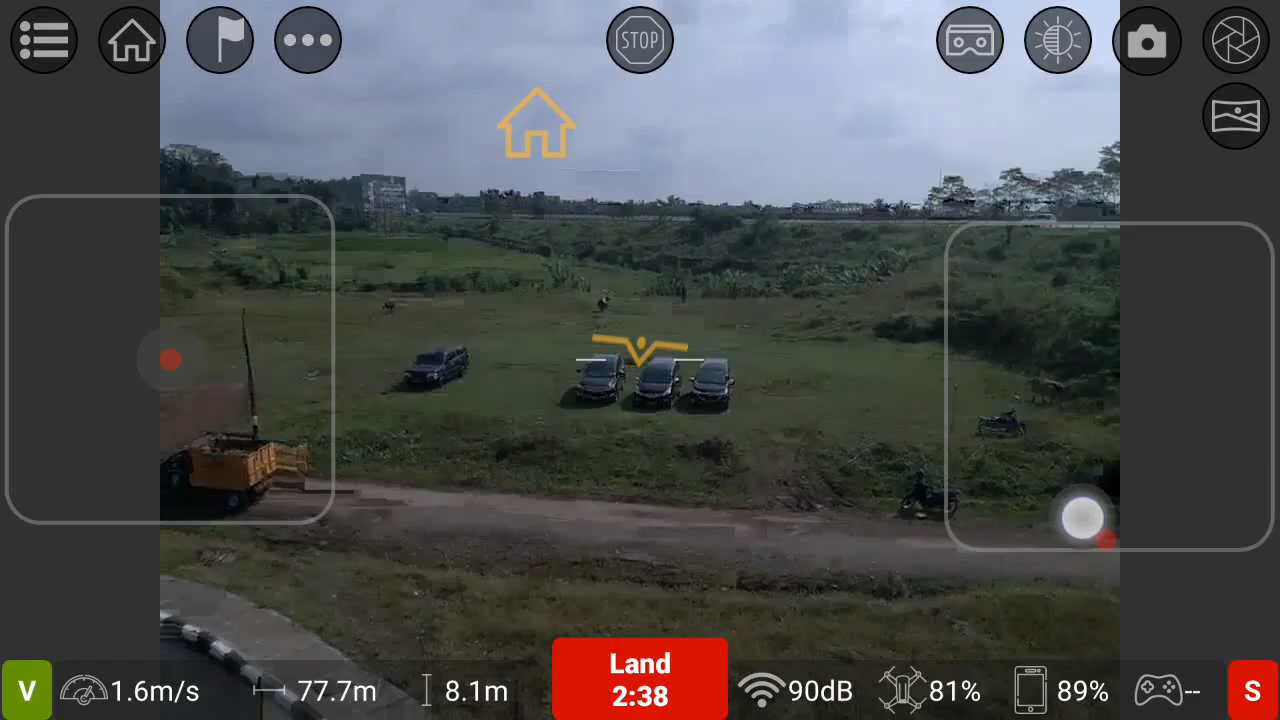 STOP
Land
2:38
V
1.6m/s
77.7m
8.1m
90dB
81%
89%
--
S